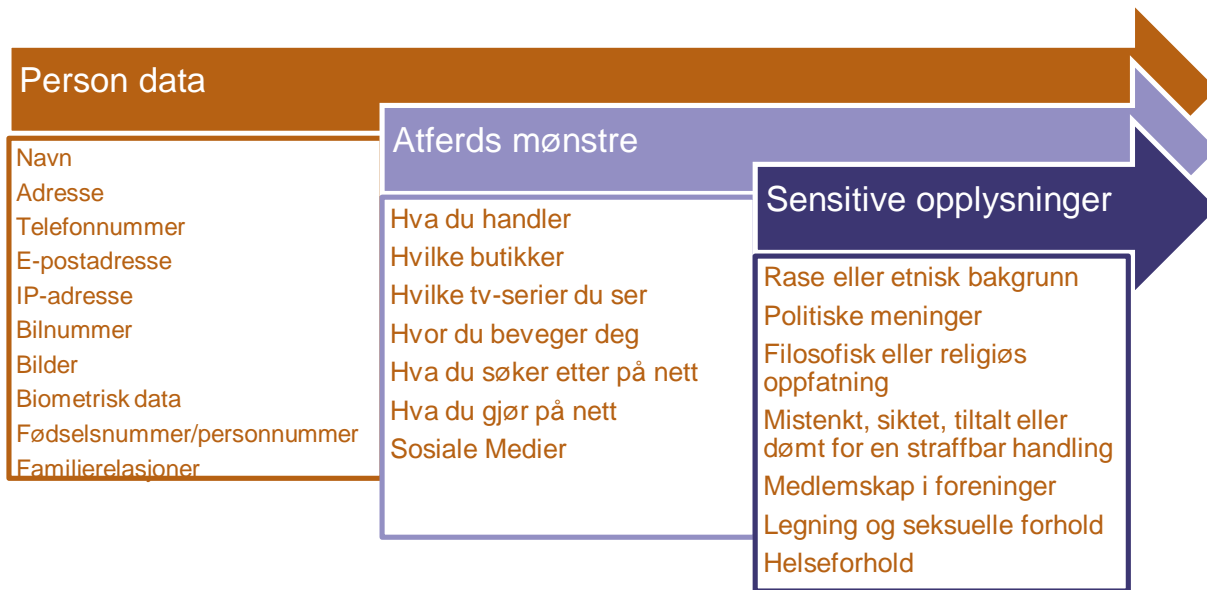 Person data
Navn
Adresse
Telefonnummer
E-postadresse
IP-adresse
Bilnummer
Bilder
Biometrisk data
Fødselsnummer/personnummer
Familierelasjoner
Atferds mønstre
Hva du handler
Hvilke butikker
Hvilke tv-serier du ser
Hvor du beveger deg
Hva du søker etter på nett
Hva du gjør på nett
Sosiale Medier
Sensitive opplysninger
Rase eller etnisk bakgrunn
Politiske meninger
Filosofisk eller religiøs
oppfatning
Mistenkt, siktet, tiltalt eller
dømt for en straffbar handling
Medlemskap i foreninger
Legning og seksuelle forhold
Helseforhold